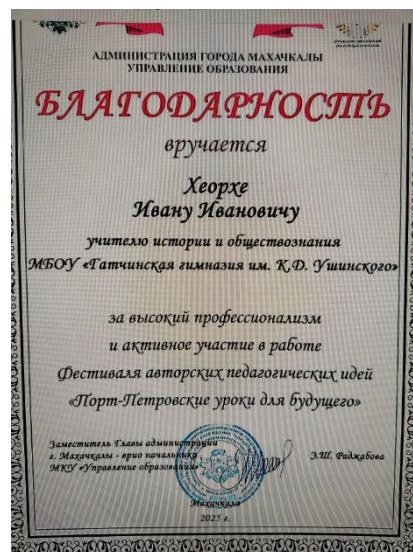 АДМИНИСТРАЦИЯ ГОРОДА МАХАЧКАЛЫ
УПРАВЛЕНИЕ ОБРАЗОВАНИЯ
БЛАГОДАРНОСТЬ
вручается
Хеорхе
Ивану Ивановичу
учителю истории и обществознания
МБОУ «Гатчинская гимназия им. К.Д. Ушинского»
за высокий профессионализм
и активное участие в работе
Фестиваля авторских педагогических идей
«Порт-Петровские уроки для будущего»
Заместитель Главы администрации
г. Махачкалы - врио начальника
МКУ «Управление образования»
Э.Ш. Раджабова
Махачкала
2025 г.